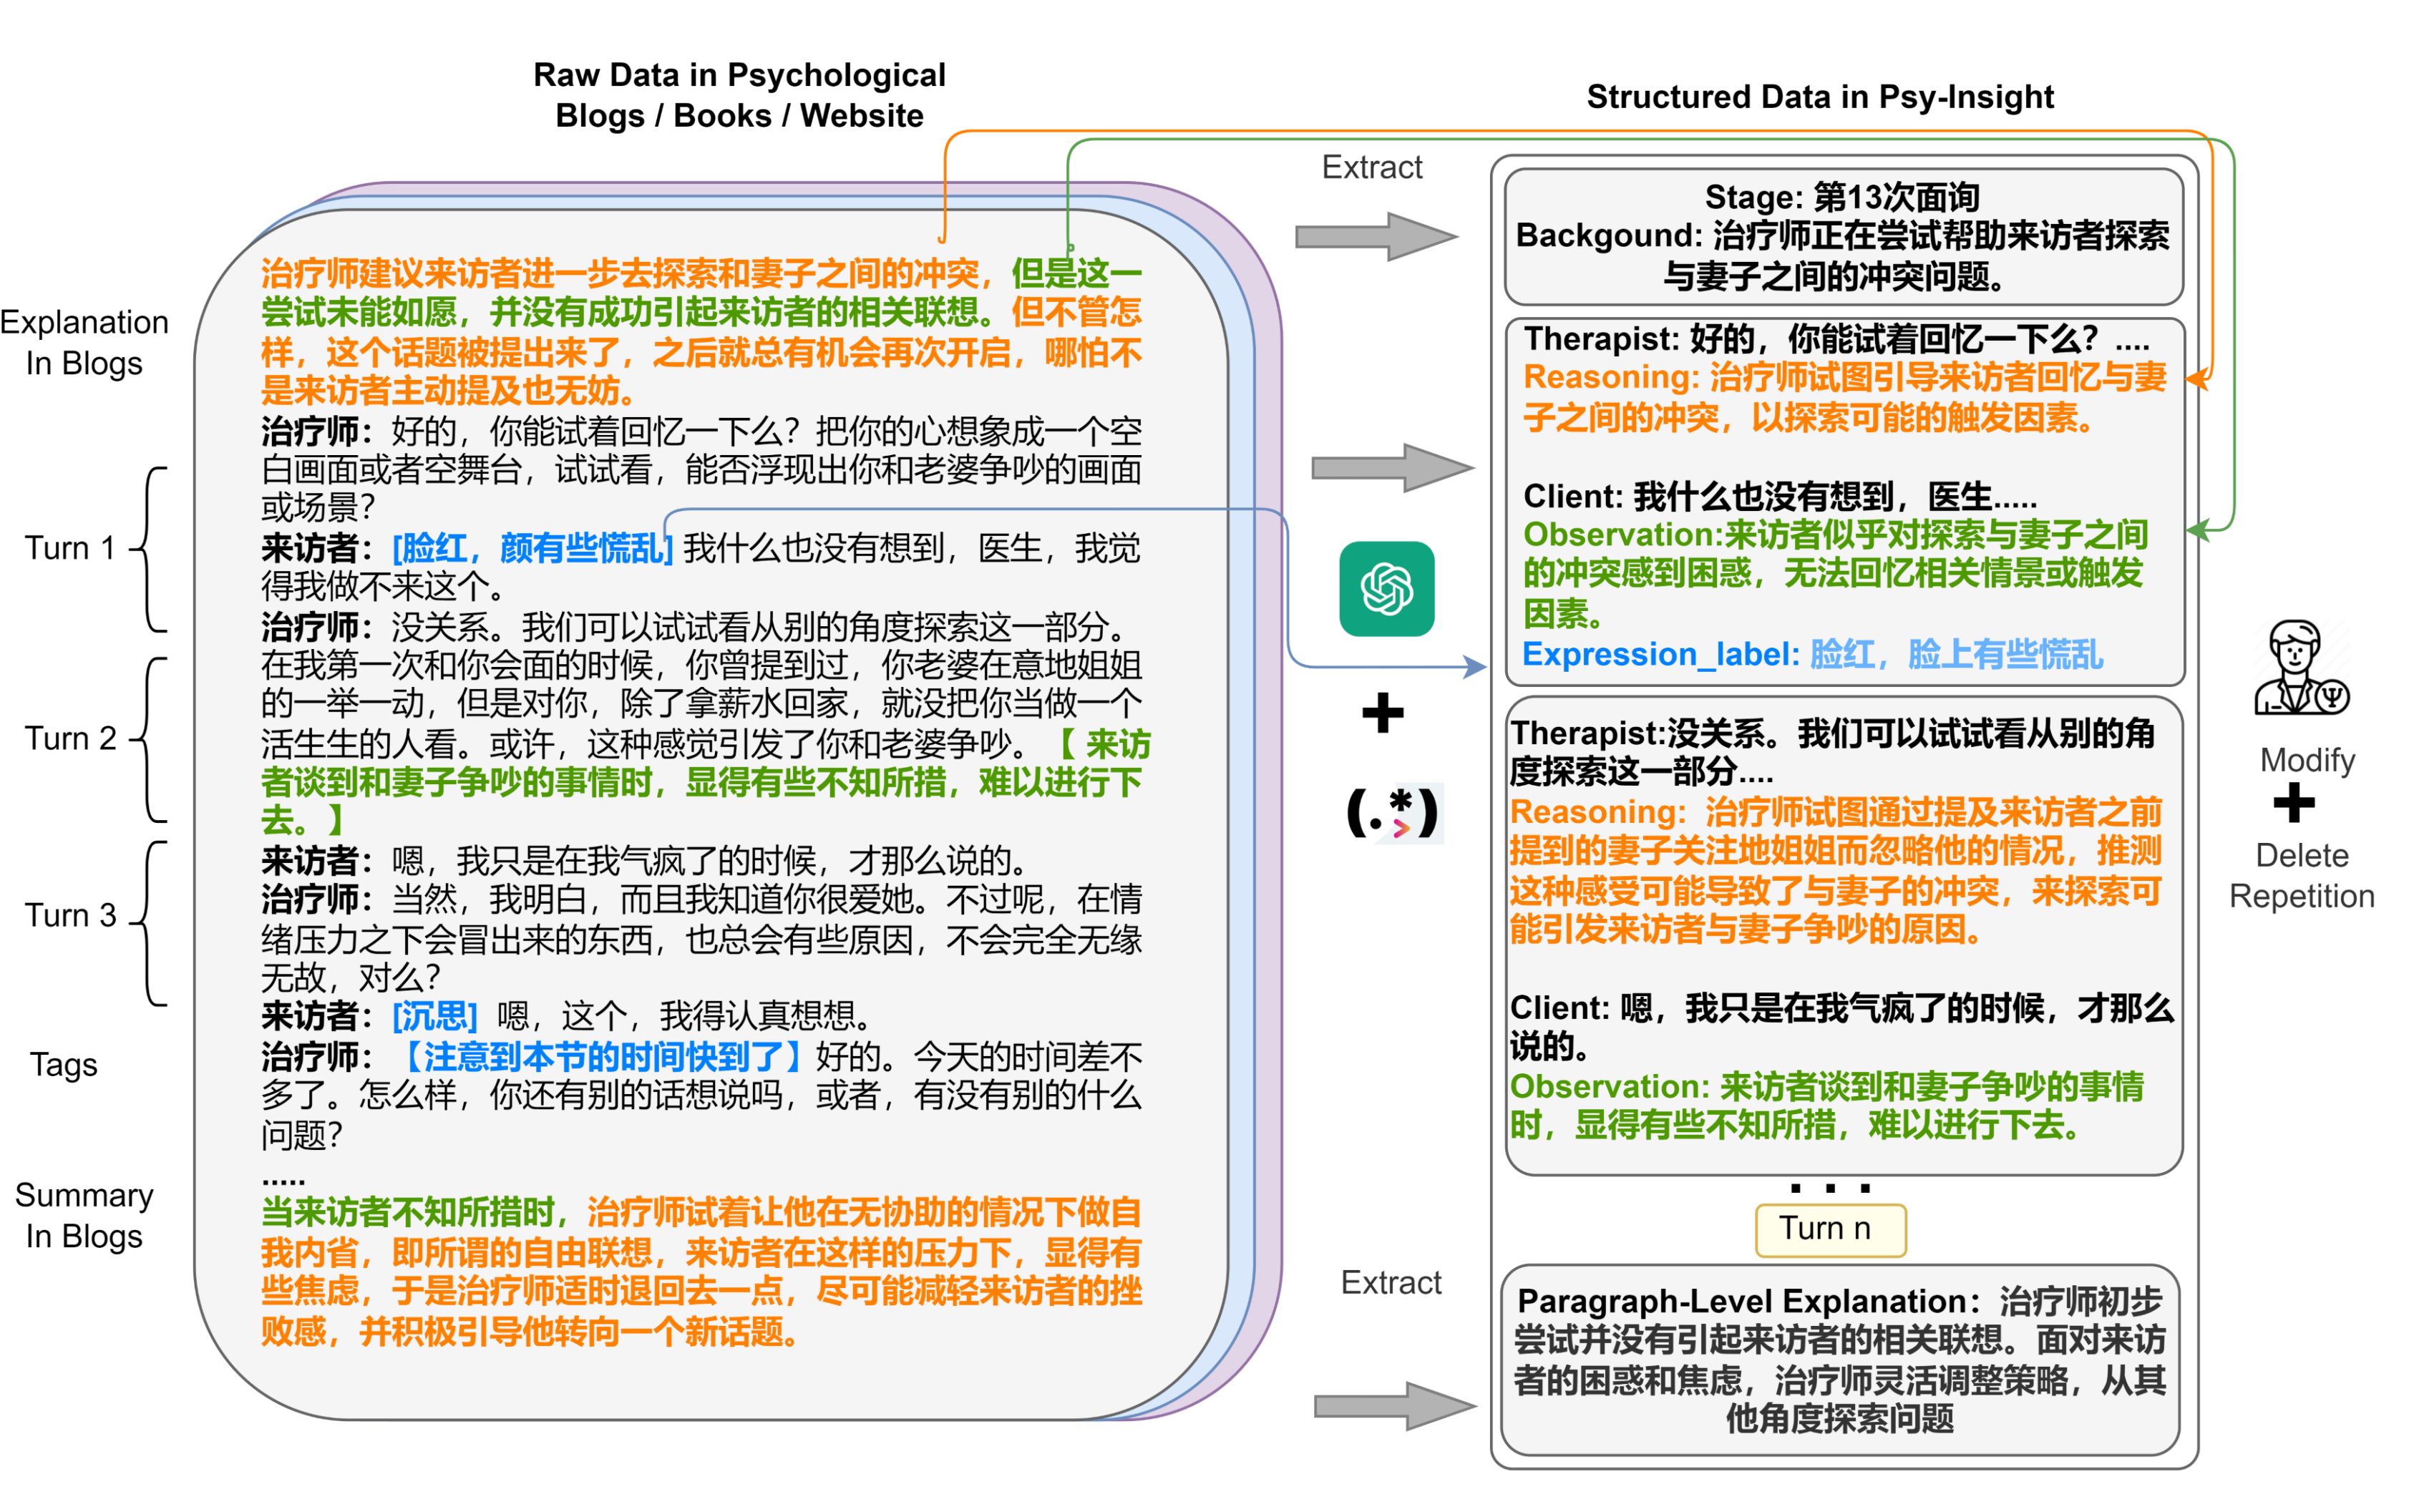 Raw Data in Psychological
Blogs / Books / Website
Explanation
In Blogs
Turn 1
Turn 2
Turn 3
Tags
Summary
In Blogs
治疗师建议来访者进一步去探索和妻子之间的冲突，但是这一
尝试未能如愿，并没有成功引起来访者的相关联想。但不管怎
样，这个话题被提出来了，之后就总有机会再次开启，哪怕不
是来访者主动提及也无妨。
治疗师：好的，你能试着回忆一下么？把你的心想象成一个空
白画面或者空舞台，试试看，能否浮现出你和老婆争吵的画面
或场景？
来访者：[脸红，颜有些慌乱] 我什么也没有想到，医生，我觉
得我做不来这个。
治疗师：没关系。我们可以试试看从别的角度探索这一部分。
在我第一次和你会面的时候，你曾提到过，你老婆在意地姐姐
的一举一动，但是对你，除了拿薪水回家，就没把你当做一个
活生生的人看。或许，这种感觉引发了你和老婆争吵。【 来访
者谈到和妻子争吵的事情时，显得有些不知所措，难以进行下
去。】
来访者：嗯，我只是在我气疯了的时候，才那么说的。
治疗师：当然，我明白，而且我知道你很爱她。不过呢，在情
绪压力之下会冒出来的东西，也总会有些原因，不会完全无缘
无故，对么？
来访者：[沉思] 嗯，这个，我得认真想想。
治疗师：【注意到本节的时间快到了】好的。今天的时间差不
多了。怎么样，你还有别的话想说吗，或者，有没有别的什么
问题？
.....
当来访者不知所措时，治疗师试着让他在无协助的情况下做自
我内省，即所谓的自由联想，来访者在这样的压力下，显得有
些焦虑，于是治疗师适时退回去一点，尽可能减轻来访者的挫
败感，并积极引导他转向一个新话题。
Extract
+
(.*>)
Extract
Structured Data in Psy-Insight
Stage: 第13次面询
Backgound: 治疗师正在尝试帮助来访者探索
与妻子之间的冲突问题。
Therapist: 好的，你能试着回忆一下么？....
Reasoning: 治疗师试图引导来访者回忆与妻
子之间的冲突，以探索可能的触发因素。
Client: 我什么也没有想到，医生.....
Observation:来访者似乎对探索与妻子之间
的冲突感到困惑，无法回忆相关情景或触发
因素。
Expression_label: 脸红，脸上有些慌乱
Therapist:没关系。我们可以试试看从别的角
度探索这一部分....
Reasoning: 治疗师试图通过提及来访者之前
提到的妻子关注地姐姐而忽略他的情况，推测
这种感受可能导致了与妻子的冲突，来探索可
能引发来访者与妻子争吵的原因。
Client: 嗯，我只是在我气疯了的时候，才那么
说的。
Observation: 来访者谈到和妻子争吵的事情
时，显得有些不知所措，难以进行下去。
...
Turn n
Paragraph-Level Explanation：治疗师初步
尝试并没有引起来访者的相关联想。面对来访
者的困惑和焦虑，治疗师灵活调整策略，从其
他角度探索问题
Ψ
Modify
+
Delete
Repetition